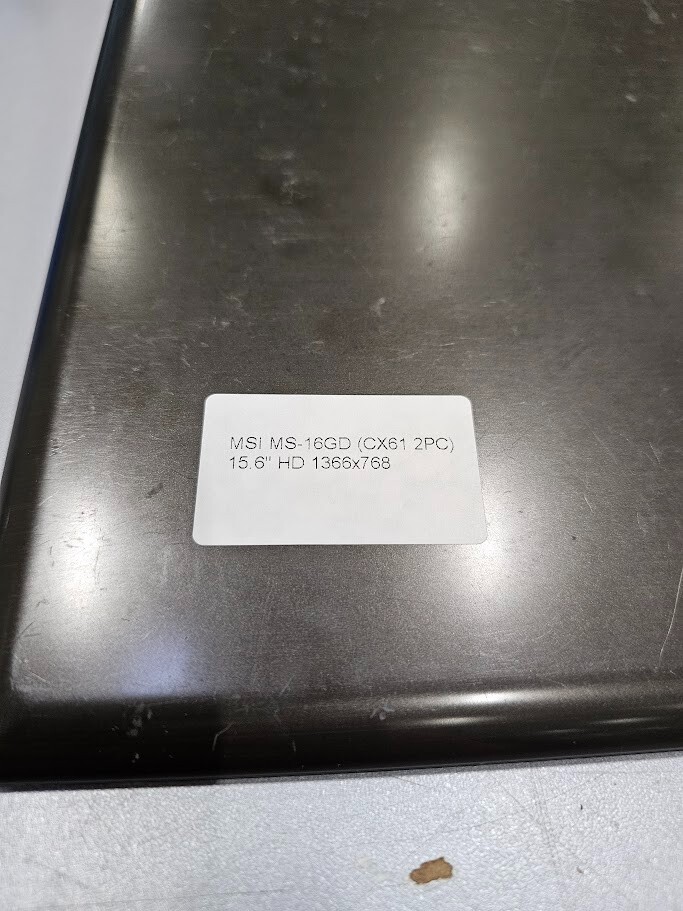 MSI MS-16GD (CX61 2PC)
15.6" HD 1366x768